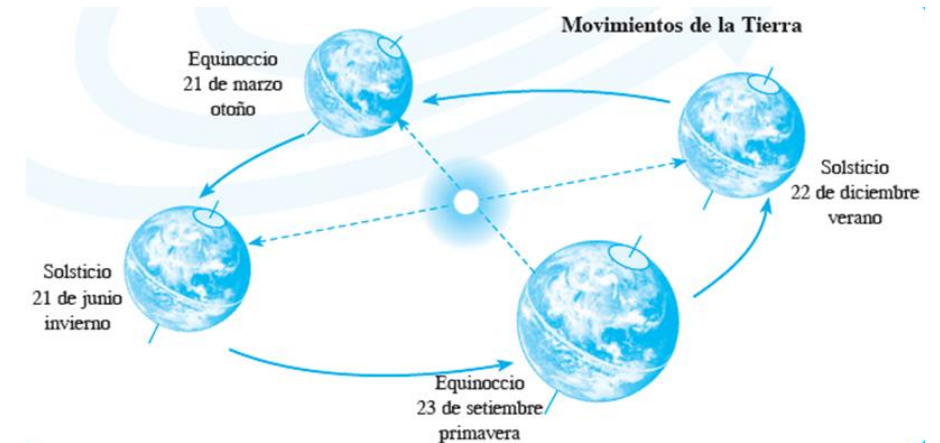 Movimientos de la Tierra
Equinoccio
21 de marzo
otoño
Solsticio
22 de diciembre
verano
Solsticio
21 de junio
invierno
Equinoccio
23 de setiembre
primavera